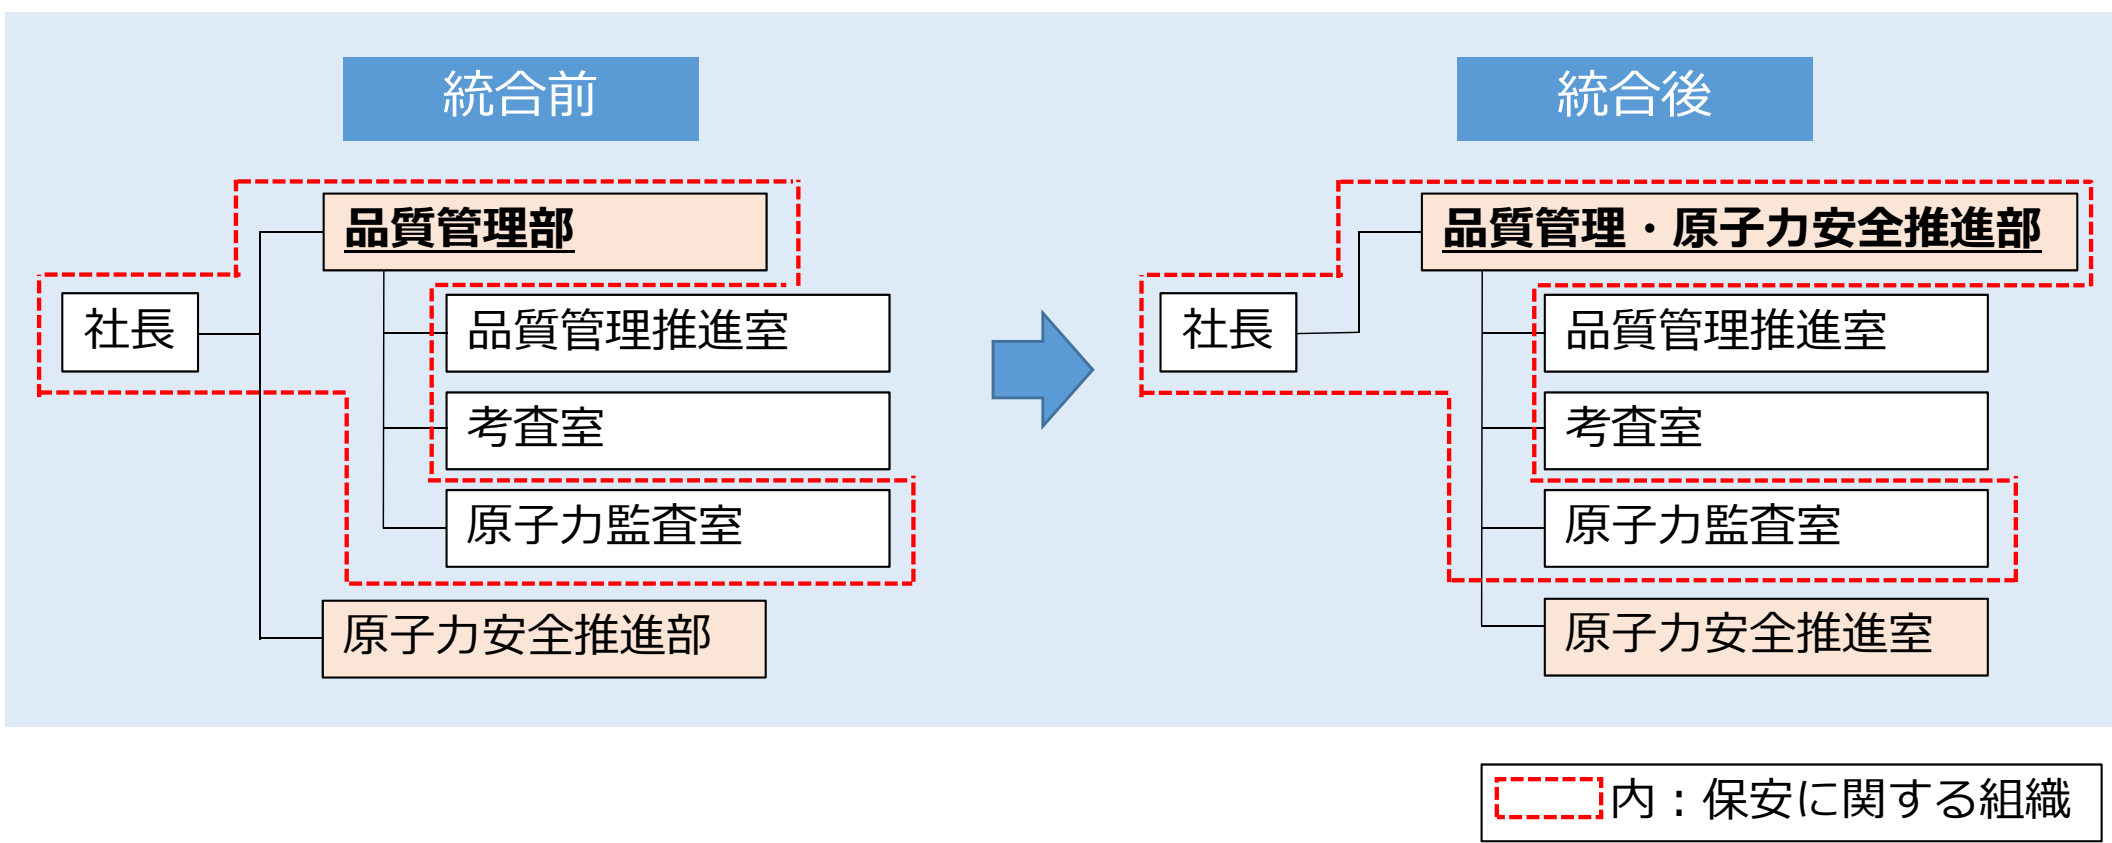 統合前
品質管理部
社長
品質管理推進室
考査室
原子力監査室
原子力安全推進部
統合後
品質管理・原子力安全推進部
社長
品質管理推進室
考査室
原子力監査室
原子力安全推進室
内：保安に関する組織